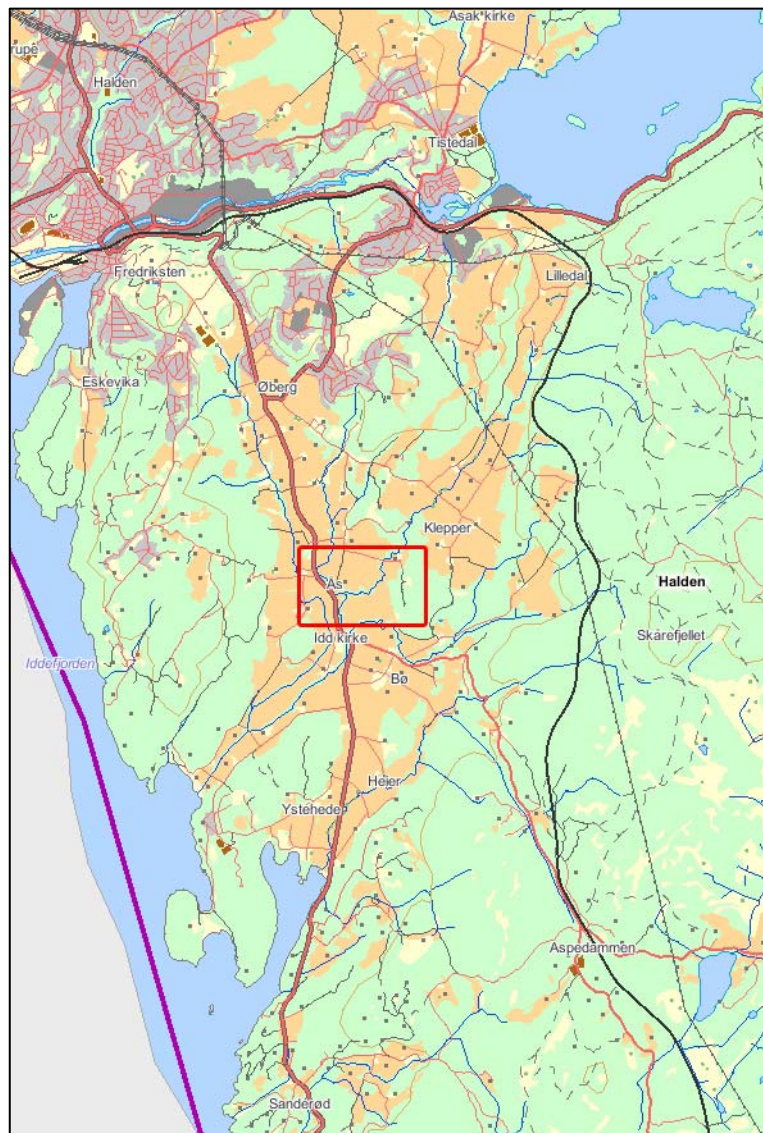 Asak kirke
rupe
Halden
Tistedal
Fredriksten
Lilledal
Eskevika
Øberg
Klepper
Ås
Halden
Idd kirke
Skårefjellet
Iddefjorden
Bø
Heier
Ystehede
Aspedammen
Sanderød